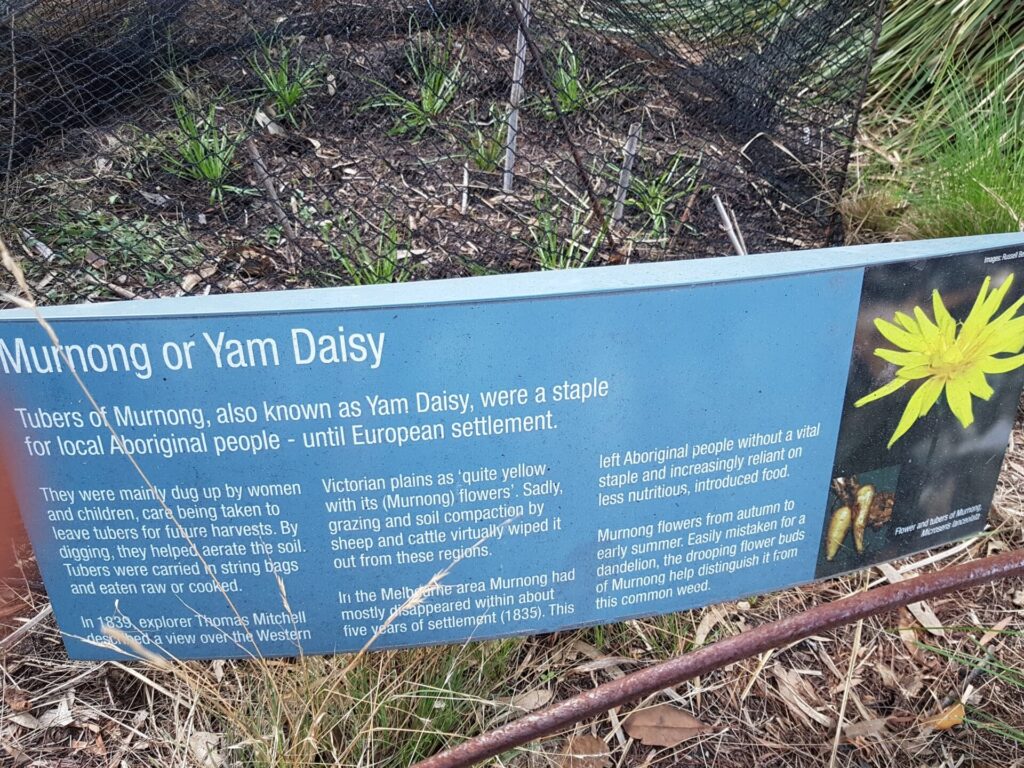 Images: Russell
Murnong or Yam Daisy
Tubers of Murnong, also known as Yam Daisy, were a staple
for local Aboriginal people - until European settlement.
They were mainly dug up by women
and children, care being taken to
leave tubers for future harvests. By
digging, they helped aerate the soil.
Tubers were carried in string bags
and eaten raw or cooked.
In 1839, explorer Thomas Mitchell
described a view over the Western
Victorian plains as 'quite yellow
with its (Murnong) flowers'. Sadly,
grazing and soil compaction by
sheep and cattle virtually wiped it
out from these regions.
In the Melbourne area Murnong had
mostly disappeared within about
five years of settlement (1835). This
left Aboriginal people without a vital
staple and increasingly reliant on
less nutritious, introduced food.
Murnong flowers from autumn to
early summer. Easily mistaken for a
dandelion, the drooping flower buds
of Murnong help distinguish it from
this common weed.
Flower and tubers of Murnong,
Microseris lanceolata